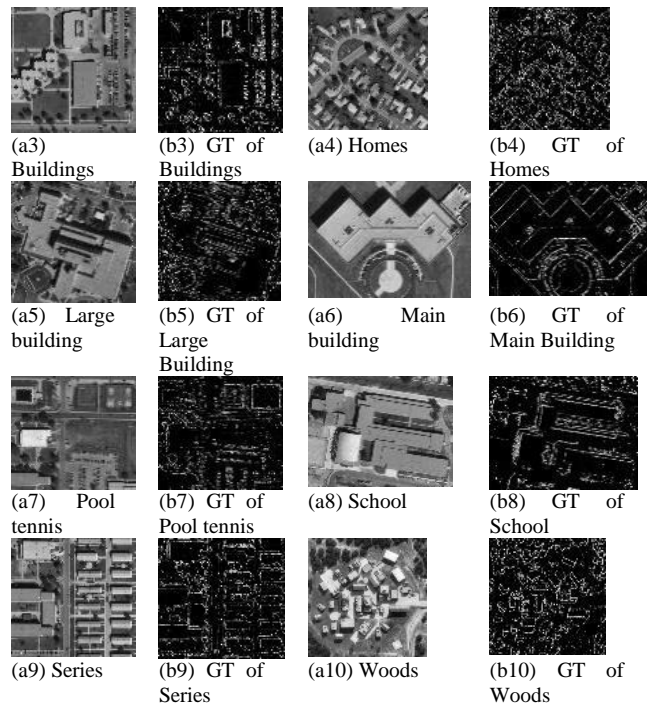 (a3)
Buildings
(b3) GT of
Buildings
(a4) Homes
(b4) GT of
Homes
(a5) Large
building
(b5) GT of
Large
Building
(a6) Main
building
(b6) GT of
Main Building
(a7) Pool
tennis
(b7) GT of
Pool tennis
(a8) School
(b8) GT of
School
(a9) Series
(b9) GT of
Series
(a10) Woods
(b10) GT of
Woods